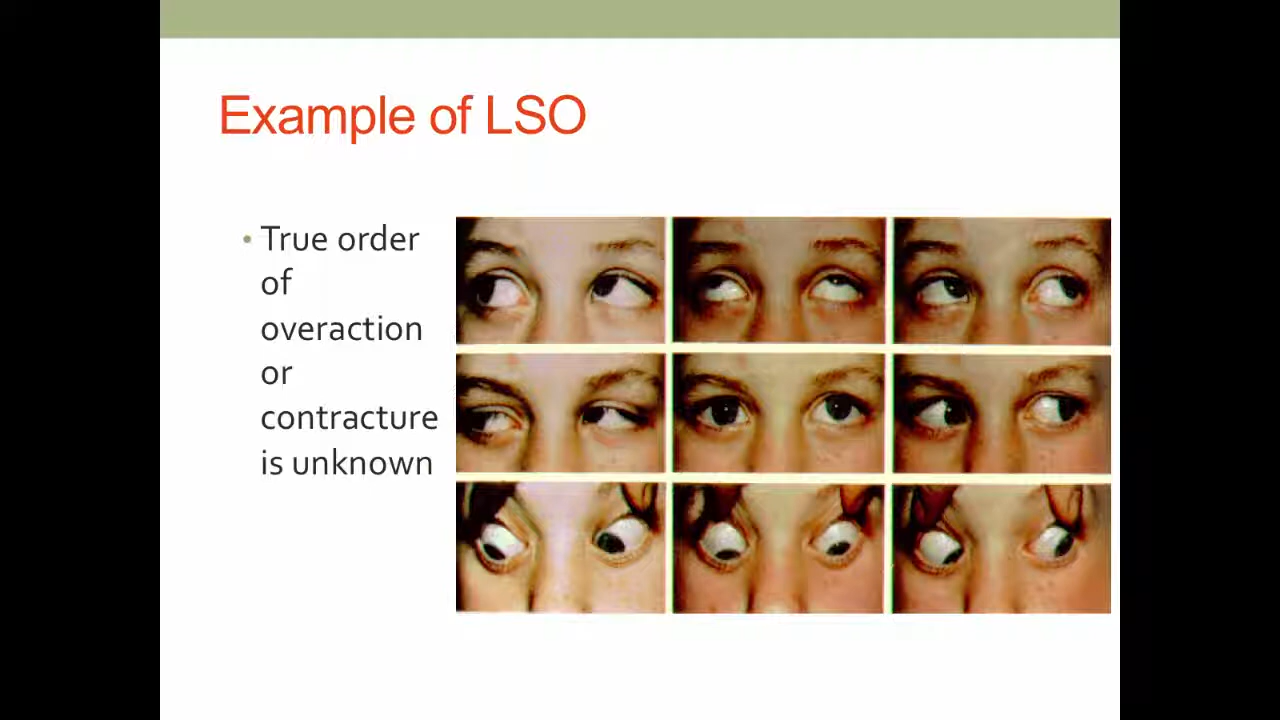 Example of LSO
• True order
of
overaction
or
contracture
is unknown